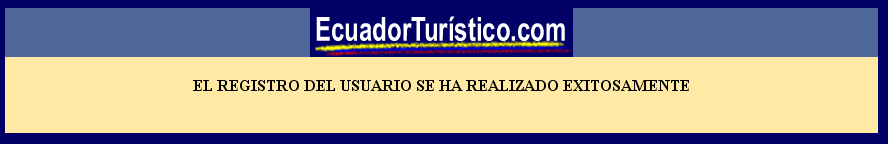 EcuadorTurístico.com
EL REGISTRO DEL USUARIO SE HA REALIZADO EXITOSAMENTE